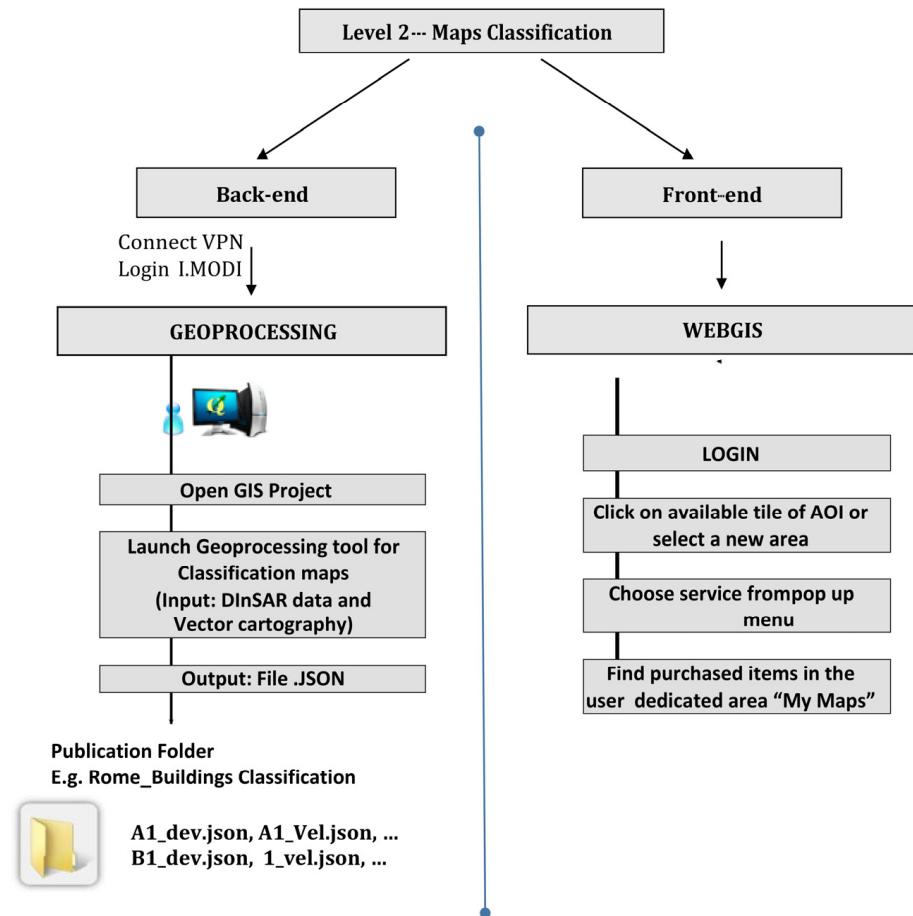 Level 2--- Maps Classification
Back-end
Connect VPN
Login I.MODI
GEOPROCESSING
Open GIS Project
Launch Geoprocessing tool for
Classification maps
(Input: DInSAR data and
Vector cartography)
Output: File .JSON
Publication Folder
E.g. Rome_Buildings Classification
A1_dev.json, A1_Vel.json, ...
B1_dev.json, 1_vel.json, ...
Front--end
WEBGIS
LOGIN
Click on available tile of AOI or
select a new area
Choose service frompop up
menu
Find purchased items in the
user dedicated area “My Maps”